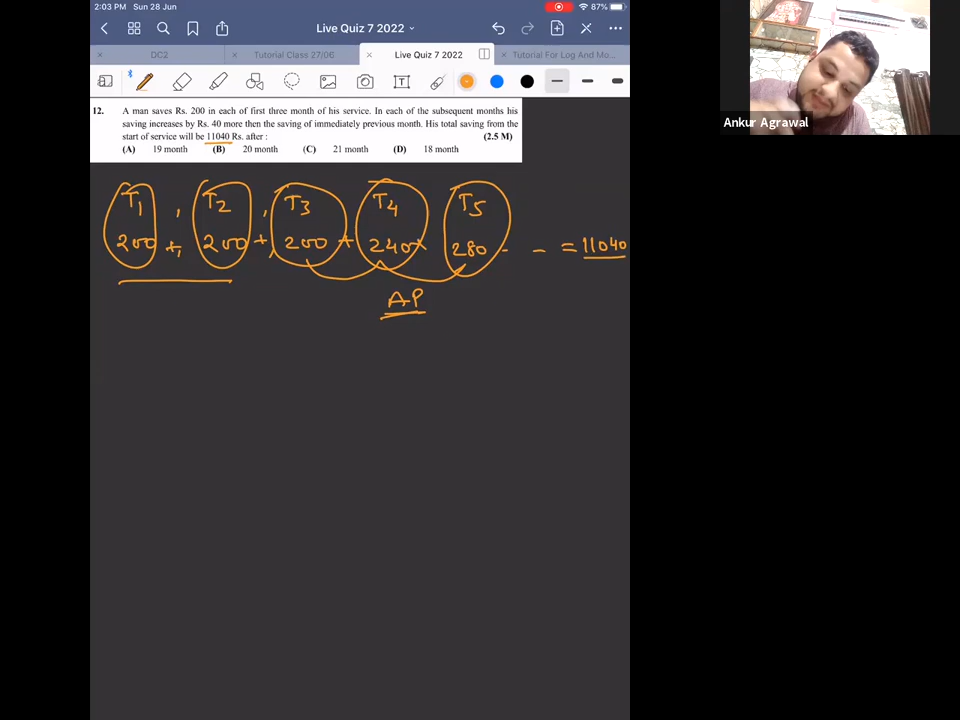 2:03 PM Sun 28 Jun
87%
Live Quiz 7 2022
DC2
Tutorial Class 27/06
Live Quiz 7 2022
Tutorial For Log And Mo...
12. A man saves Rs. 200 in each of first three month of his service. In each of the subsequent months his
saving increases by Rs. 40 more then the saving of immediately previous month. His total saving from the
start of service will be 11040 Rs. after : (2.5 M)
(A) 19 month (B) 20 month (C) 21 month (D) 18 month
T1 , T2 , T3 T4 T5
200 +, 200 +, 200 + 240 + 280 - - = 11040
AP
Ankur Agrawal